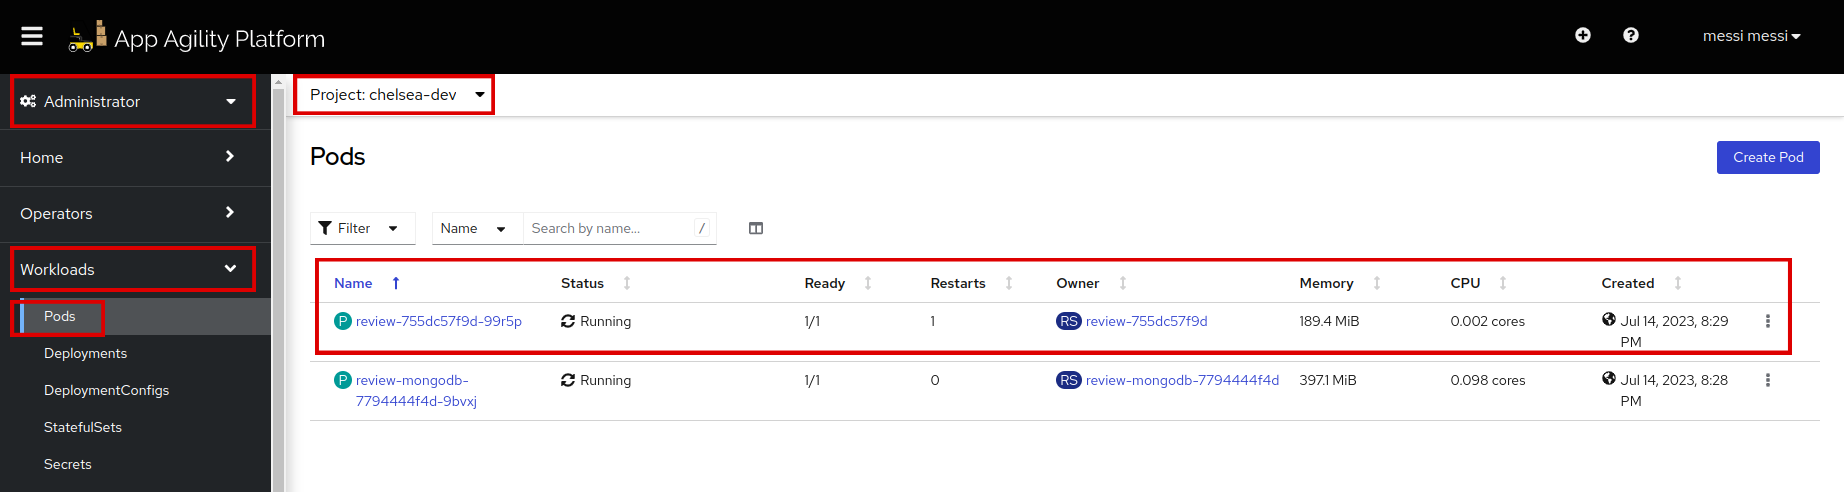 App Agility Platform
messi messi
Administrator
Project: chelsea-dev
Home
Operators
Workloads
Pods
Deployments
DeploymentConfigs
StatefulSets
Secrets
Pods
Create Pod
Filter Name Search by name... /
Name Status Ready Restarts Owner Memory CPU Created
P review-755dc57f9d-99r5p Running 1/1 1 RS review-755dc57f9d 189.4 MiB 0.002 cores Jul 14, 2023, 8:29
PM
P review-mongodb- Running 1/1 0 RS review-mongodb-7794444f4d 397.1 MiB 0.098 cores Jul 14, 2023, 8:28
7794444f4d-9bvxj PM